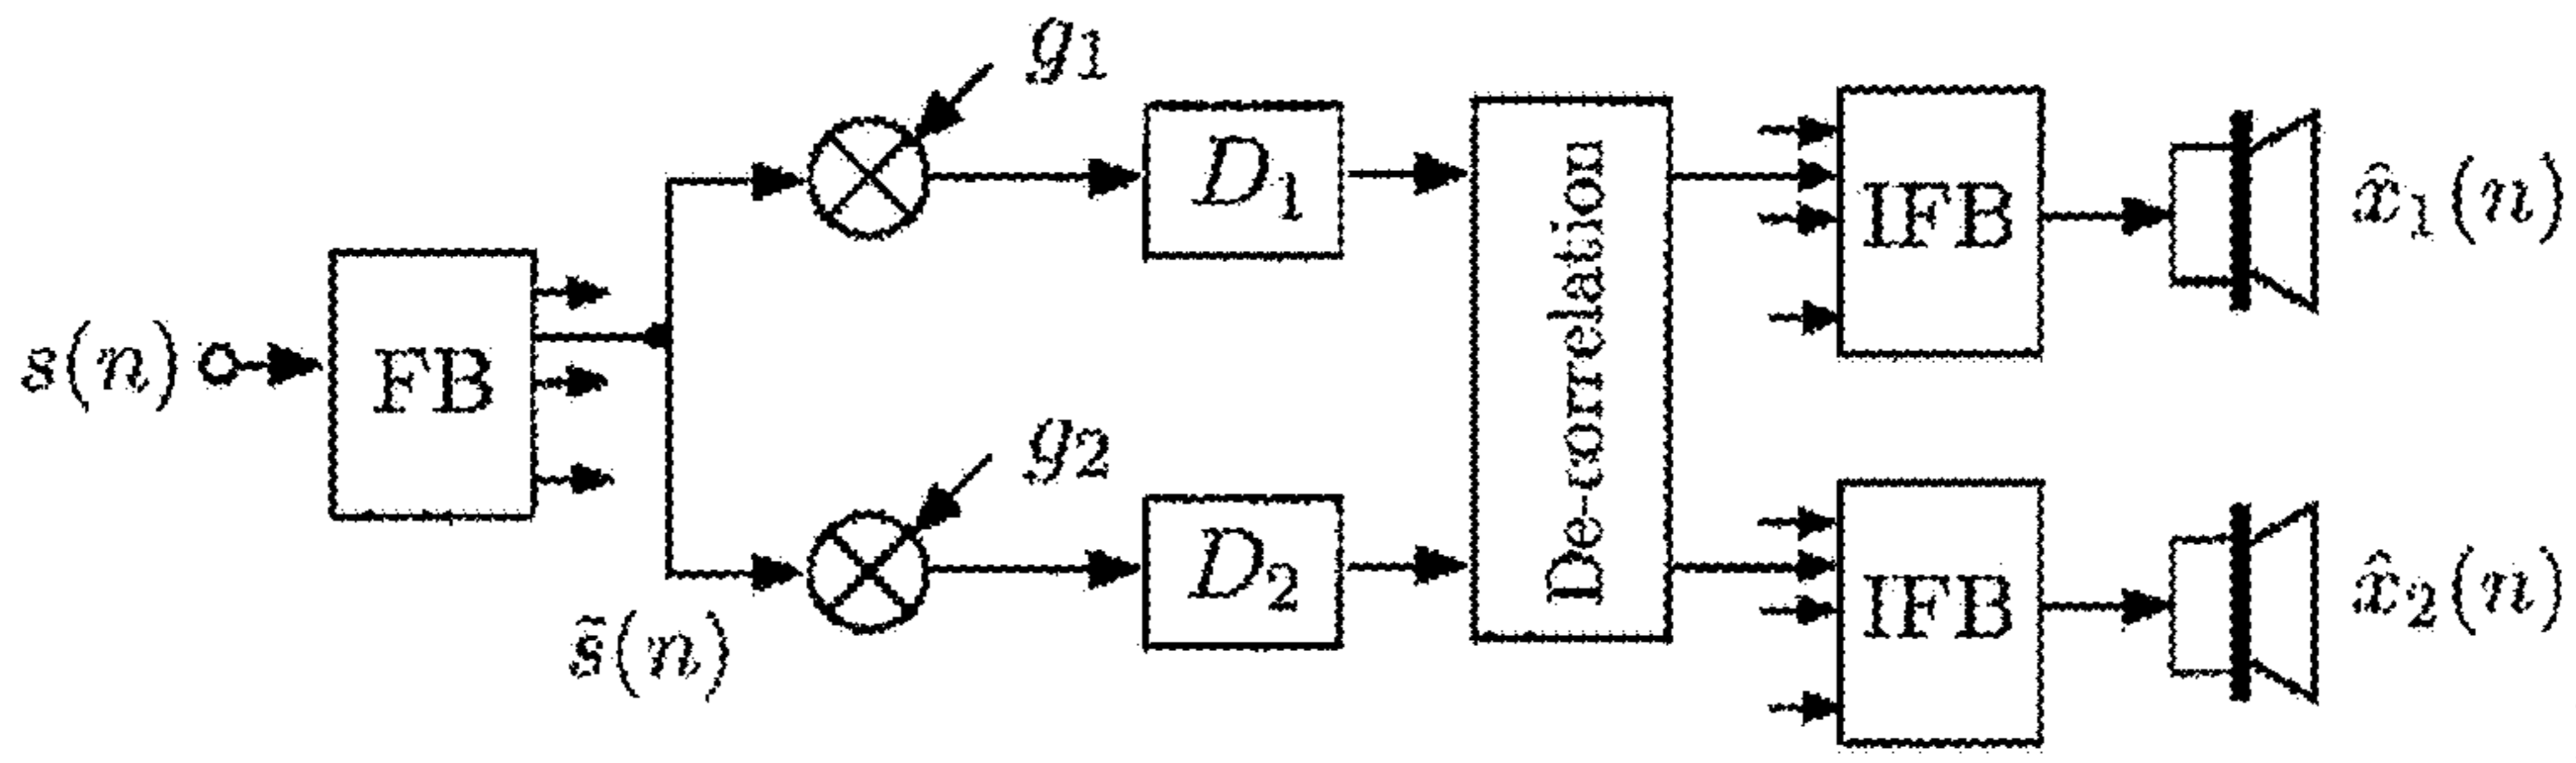 g₁
D₁
De-correlation
IFB
x̂₁(n)
s(n)
FB
g₂
D₂
IFB
x̂₂(n)
s̃(n)